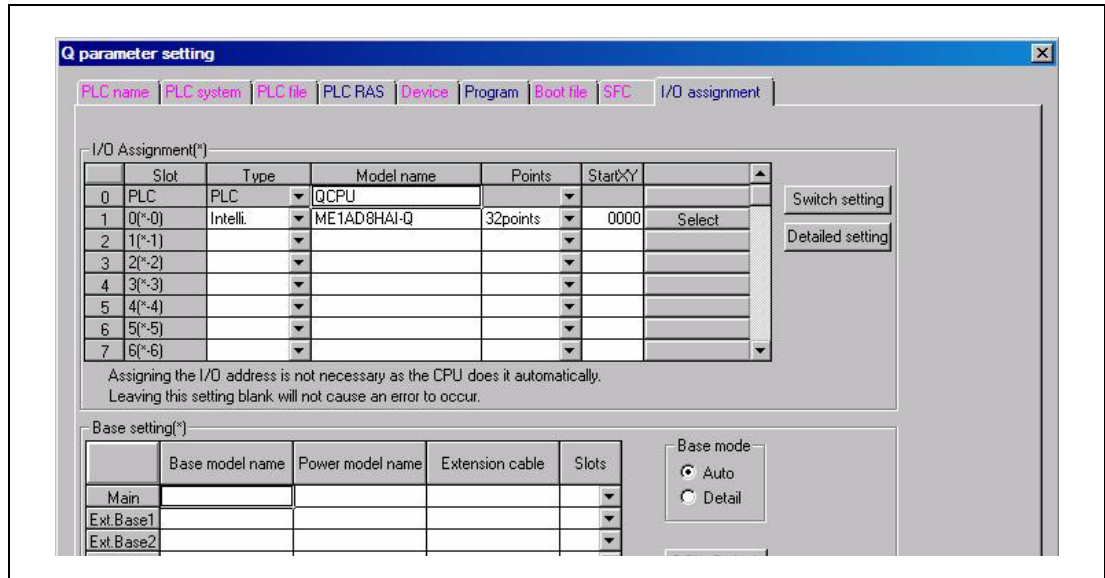 Q parameter setting
PLC name PLC system PLC file PLC RAS Device Program Boot file SFC I/O assignment
I/O Assignment(*)
Slot Type Model name Points StartXY
0 PLC PLC QCPU
Switch setting
1 0(*-0) Intelli. ME1AD8HAI-Q 32points 0000 Select
2 1(*-1)
Detailed setting
3 2(*-2)
4 3(*-3)
5 4(*-4)
6 5(*-5)
7 6(*-6)
Assigning the I/O address is not necessary as the CPU does it automatically.
Leaving this setting blank will not cause an error to occur.
Base setting(*)
Base model name Power model name Extension cable Slots
Base mode
Auto
Detail
Main
Ext.Base1
Ext.Base2